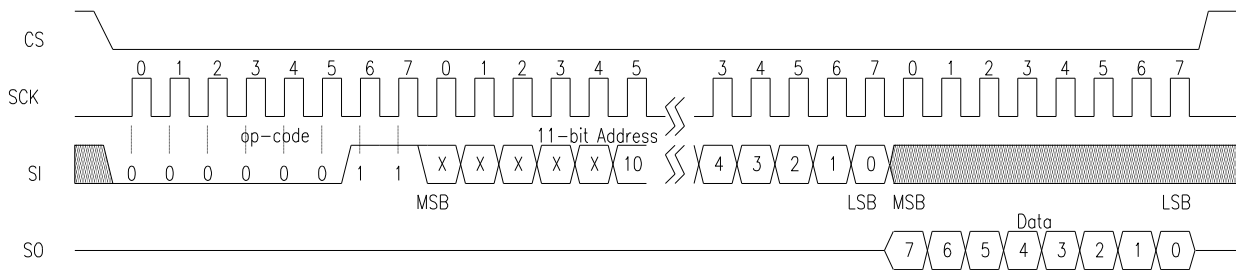 CS
0 1 2 3 4 5 6 7 0 1 2 3 4 5 3 4 5 6 7 0 1 2 3 4 5 6 7
SCK
op-code 11-bit Address
SI 0 0 0 0 0 0 1 1 X X X X X 10 4 3 2 1 0
MSB LSB MSB LSB
Data
SO 7 6 5 4 3 2 1 0